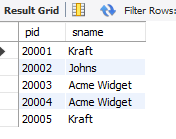 Result Grid Filter Rows:
pid sname
20001 Kraft
20002 Johns
20003 Acme Widget
20004 Acme Widget
20005 Kraft